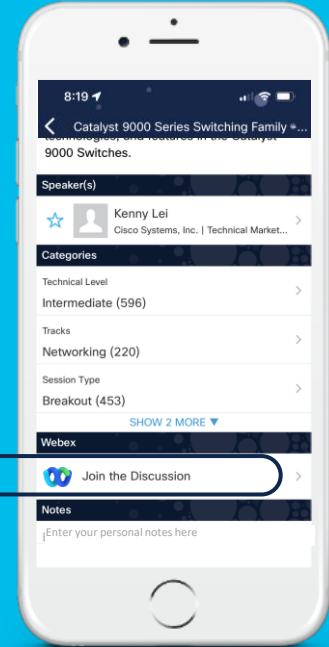 8:19
Catalyst 9000 Series Switching Family -...
technologies, and features in the Catalyst
9000 Switches.
Speaker(s)
Kenny Lei
Cisco Systems, Inc. | Technical Market...
Categories
Technical Level
Intermediate (596)
Tracks
Networking (220)
Session Type
Breakout (453)
SHOW 2 MORE ▼
Webex
Join the Discussion
Notes
Enter your personal notes here